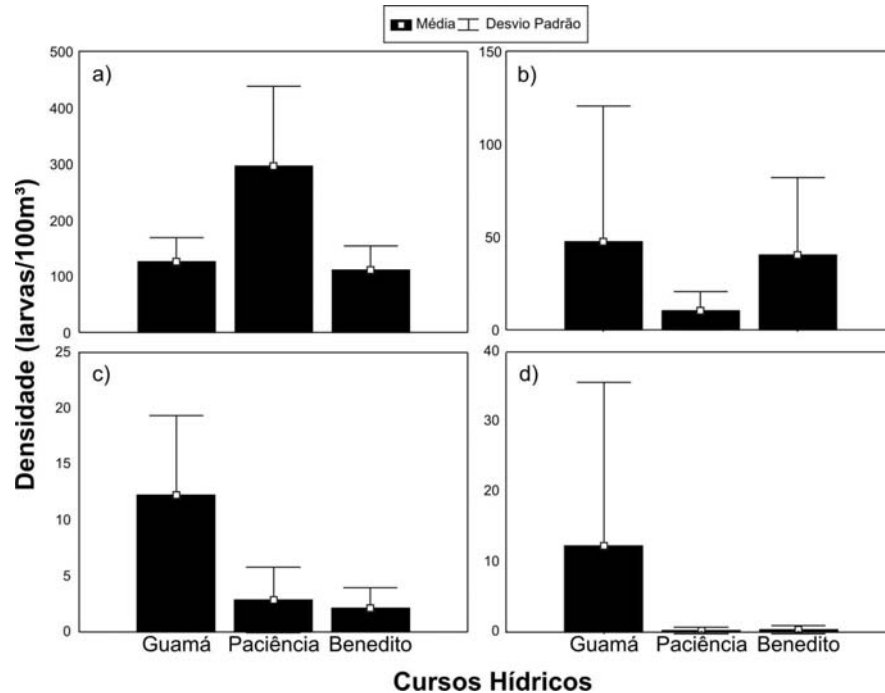 Média Desvio Padrão
a)
500
400
300
200
100
0
b)
150
100
50
0
c)
25
20
15
10
5
0
d)
40
30
20
10
0
Densidade (larvas/100m³)
Guamá Paciência Benedito
Guamá Paciência Benedito
Cursos Hídricos